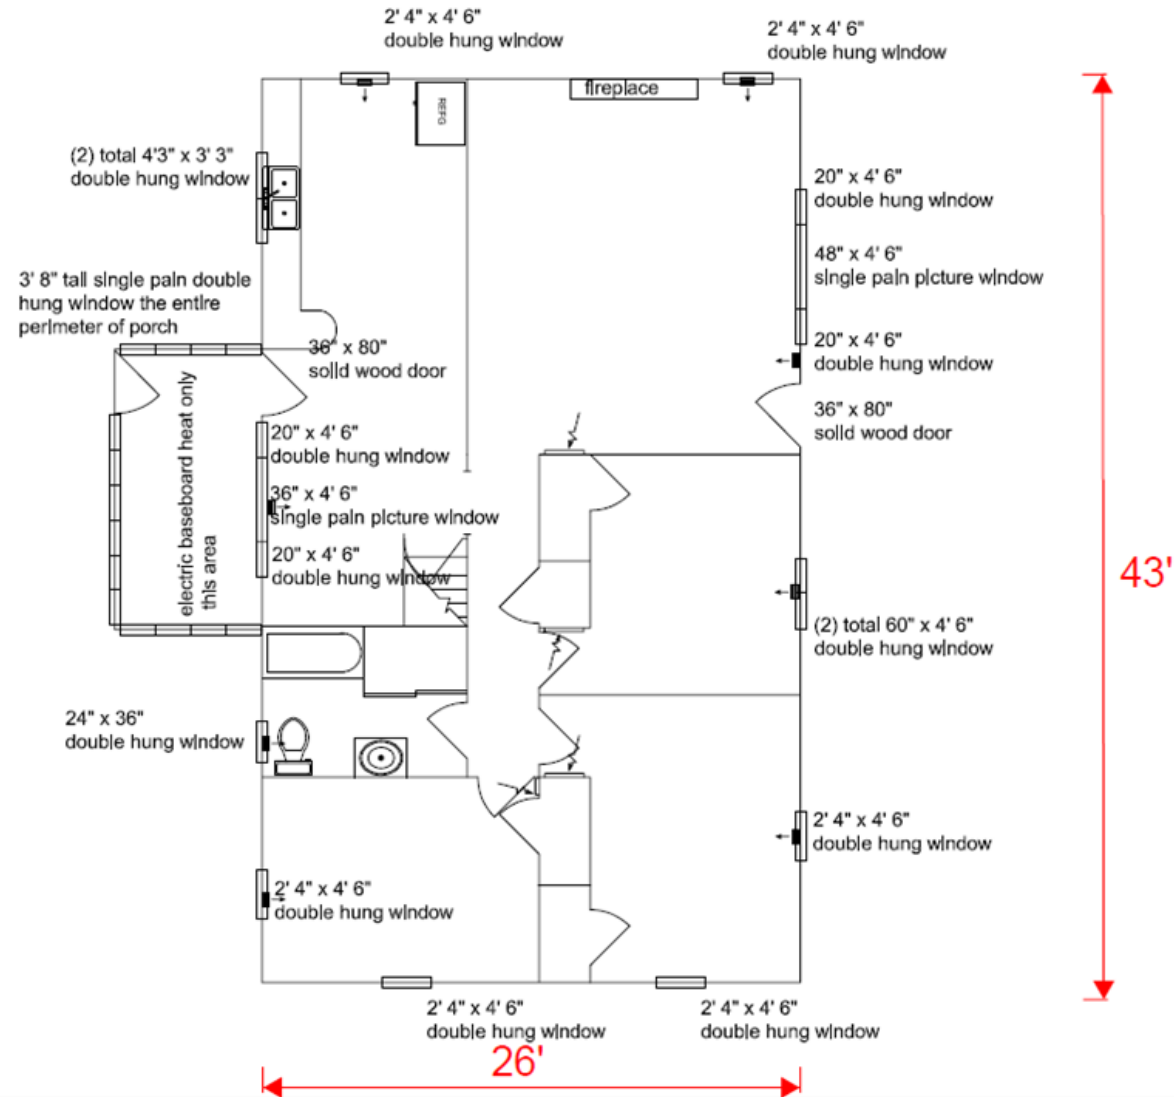 2' 4" x 4' 6"
double hung window
2' 4" x 4' 6"
double hung window
fireplace
REFG
(2) total 4'3" x 3' 3"
double hung window
20" x 4' 6"
double hung window
48" x 4' 6"
single pain picture window
3' 8" tall single pain double
hung window the entire
perimeter of porch
36" x 80"
solid wood door
20" x 4' 6"
double hung window
36" x 80"
solid wood door
electric baseboard heat only
this area
20" x 4' 6"
double hung window
36" x 4' 6"
single pain picture window
20" x 4' 6"
double hung window
43'
(2) total 60" x 4' 6"
double hung window
24" x 36"
double hung window
2' 4" x 4' 6"
double hung window
2' 4" x 4' 6"
double hung window
2' 4" x 4' 6"
double hung window
2' 4" x 4' 6"
double hung window
26'